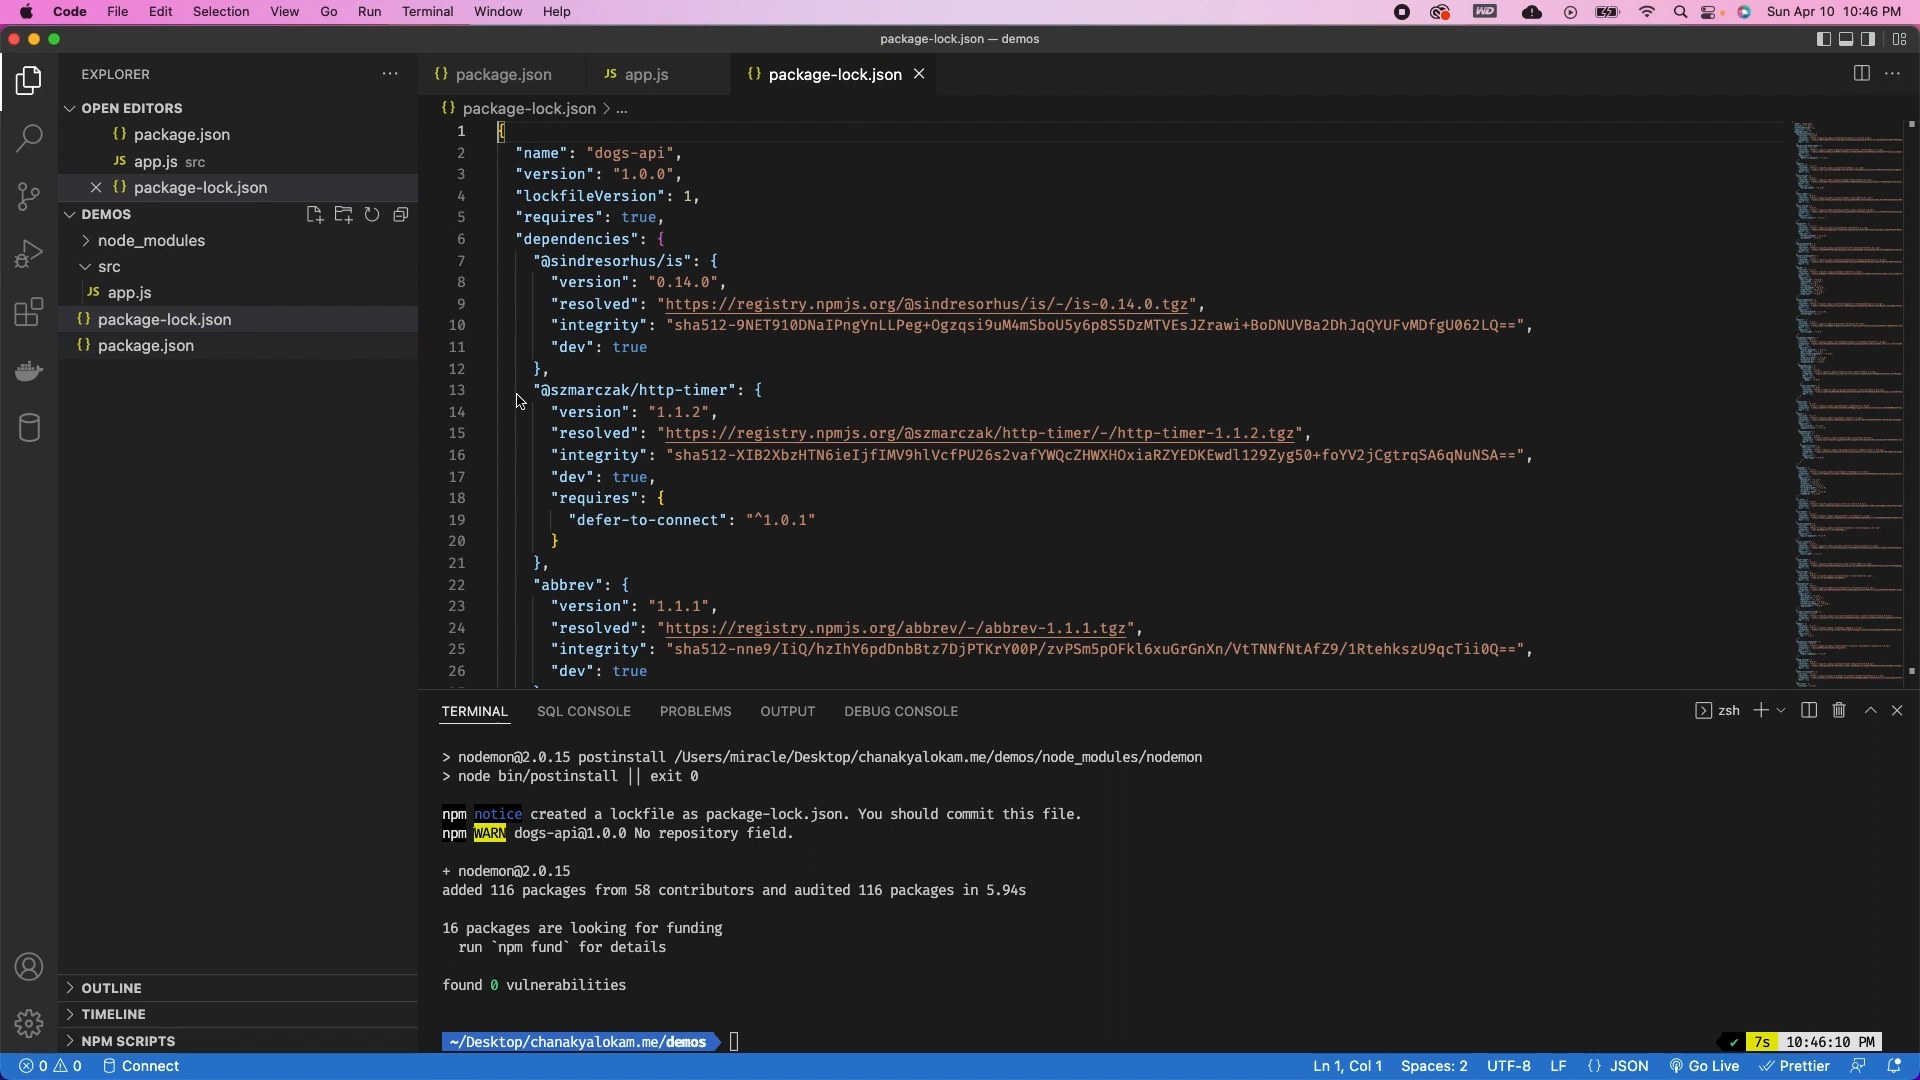 Code File Edit Selection View Go Run Terminal Window Help
WD
Sun Apr 10 10:46 PM
package-lock.json — demos
EXPLORER
OPEN EDITORS
{} package.json
JS app.js src
{} package-lock.json
DEMOS
node_modules
src
JS app.js
{} package-lock.json
{} package.json
OUTLINE
TIMELINE
NPM SCRIPTS
{} package.json
JS app.js
{} package-lock.json
{} package-lock.json > ...
1 {
2 "name": "dogs-api",
3 "version": "1.0.0",
4 "lockfileVersion": 1,
5 "requires": true,
6 "dependencies": {
7 "@sindresorhus/is": {
8 "version": "0.14.0",
9 "resolved": "https://registry.npmjs.org/@sindresorhus/is/-/is-0.14.0.tgz",
10 "integrity": "sha512-9NET910DNaIPngYnLLPeg+Ogzqsi9uM4mSboU5y6p8S5DzMTVEsJZrawi+BoDNUVBa2DhJqQYUFvMDfgU062LQ==",
11 "dev": true
12 },
13 "@szmarczak/http-timer": {
14 "version": "1.1.2",
15 "resolved": "https://registry.npmjs.org/@szmarczak/http-timer/-/http-timer-1.1.2.tgz",
16 "integrity": "sha512-XIB2XbzHTN6ieIjfIMV9hlVcfPU26s2vafYWQcZHWXHOxiaRZYEDKEwdl129Zyg50+foYV2jCgtrqSA6qNuNSA==",
17 "dev": true,
18 "requires": {
19 "defer-to-connect": "^1.0.1"
20 }
21 },
22 "abbrev": {
23 "version": "1.1.1",
24 "resolved": "https://registry.npmjs.org/abbrev/-/abbrev-1.1.1.tgz",
25 "integrity": "sha512-nne9/IiQ/hzIhY6pdDnbBtz7DjPTKrY00P/zvPSm5pOFkl6xuGrGnXn/VtTNNfNtAfZ9/1RtehkszU9qcTii0Q==",
26 "dev": true
TERMINAL SQL CONSOLE PROBLEMS OUTPUT DEBUG CONSOLE
zsh
> nodemon@2.0.15 postinstall /Users/miracle/Desktop/chanakyalokam.me/demos/node_modules/nodemon
> node bin/postinstall || exit 0
npm notice created a lockfile as package-lock.json. You should commit this file.
npm WARN dogs-api@1.0.0 No repository field.
+ nodemon@2.0.15
added 116 packages from 58 contributors and audited 116 packages in 5.94s
16 packages are looking for funding
run `npm fund` for details
found 0 vulnerabilities
~/Desktop/chanakyalokam.me/demos
✔ 7s 10:46:10 PM
0 0 Connect
Ln 1, Col 1 Spaces: 2 UTF-8 LF {} JSON Go Live Prettier